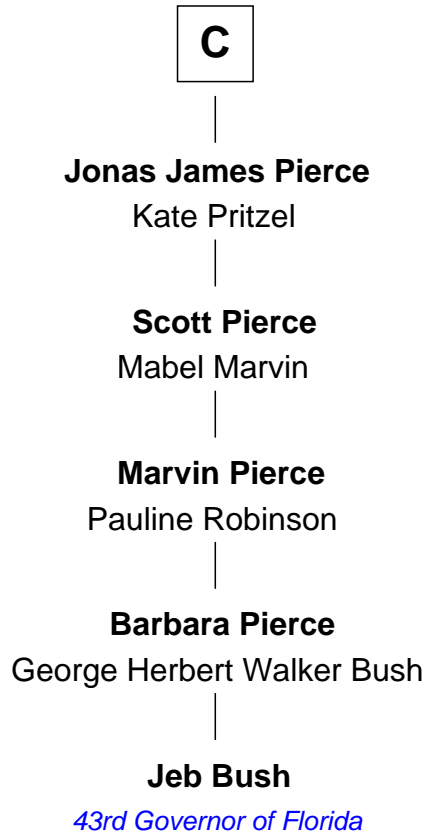 C
Jonas James Pierce
Kate Pritzel
Scott Pierce
Mabel Marvin
Marvin Pierce
Pauline Robinson
Barbara Pierce
George Herbert Walker Bush
Jeb Bush
43rd Governor of Florida